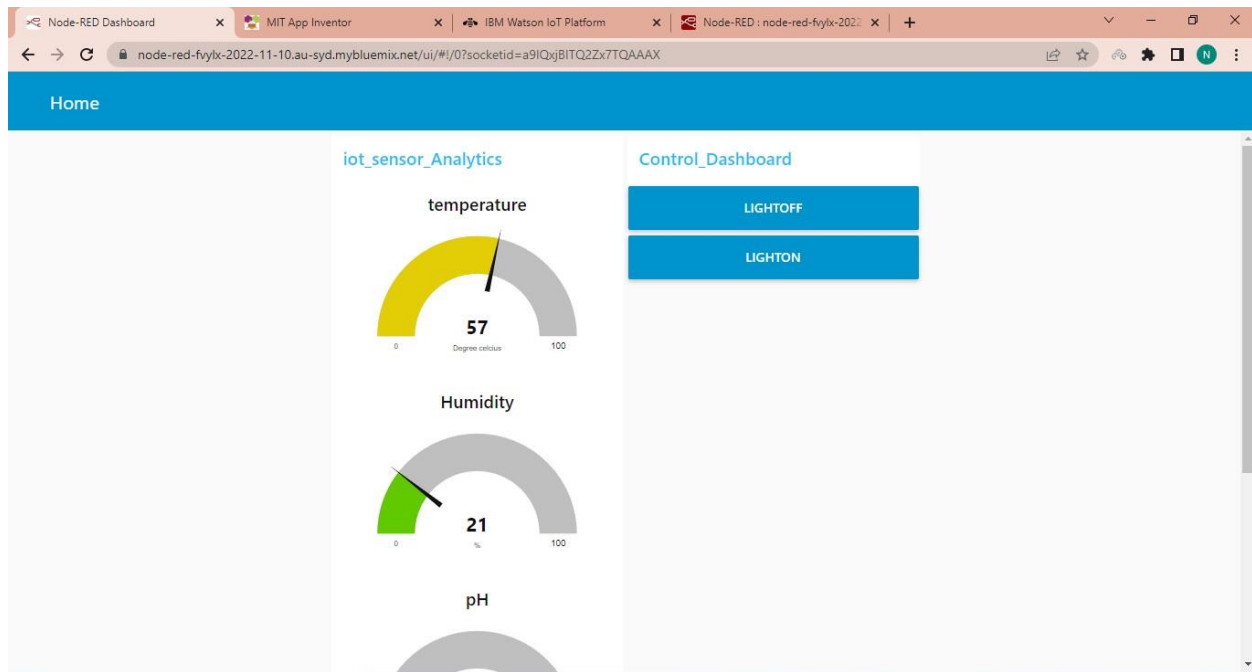 Node-RED Dashboard
MIT App Inventor
IBM Watson IoT Platform
Node-RED : node-red-fvylx-2022
node-red-fvylx-2022-11-10.au-syd.mybluemix.net/ui/#!/0?socketid=a9IQxjBITQ2Zx7TQAAAX
N
Home
iot_sensor_Analytics
Control_Dashboard
temperature
LIGHTOFF
LIGHTON
57
Degree celcius
0
100
Humidity
21
%
0
100
pH